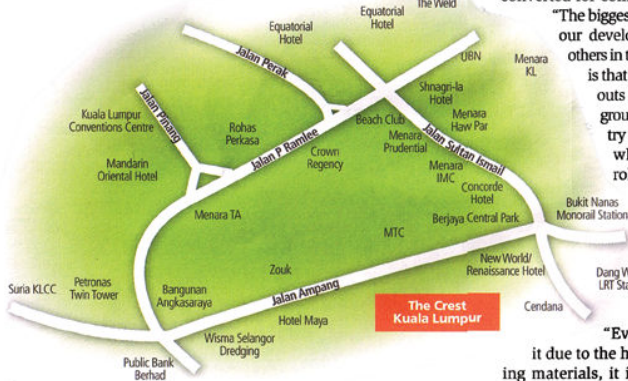 The Weld
Equatorial
Hotel
Equatorial
Hotel
Jalan Perak
UBN
Menara
KL
Shnagri-la
Hotel
Jalan Pinang
Kuala Lumpur
Conventions Centre
Rohas
Perkasa
Jalan P Ramlee
Beach Club
Menara
Haw Par
Menara
Prudential
Jalan Sultan Ismail
Crown
Regency
Mandarin
Oriental Hotel
Menara
IMC
Concorde
Hotel
Menara TA
Berjaya Central Park
Bukit Nanas
Monorail Station
MTC
Zouk
New World/
Renaissance Hotel
Dang W
LRT Sta
Suria KLCC
Petronas
Twin Tower
Bangunan
Angkasaraya
Jalan Ampang
Hotel Maya
The Crest
Kuala Lumpur
Cendana
Wisma Selangor
Dredging
Public Bank
Berhad
"The biggest
our develo
others in t
is that
outs
grou
try
wh
ro
"Ev
it due to the h
ing materials, it i